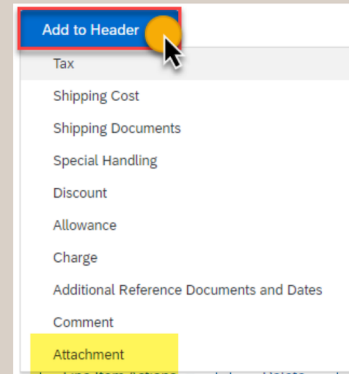 Add to Header
Tax
Shipping Cost
Shipping Documents
Special Handling
Discount
Allowance
Charge
Additional Reference Documents and Dates
Comment
Attachment